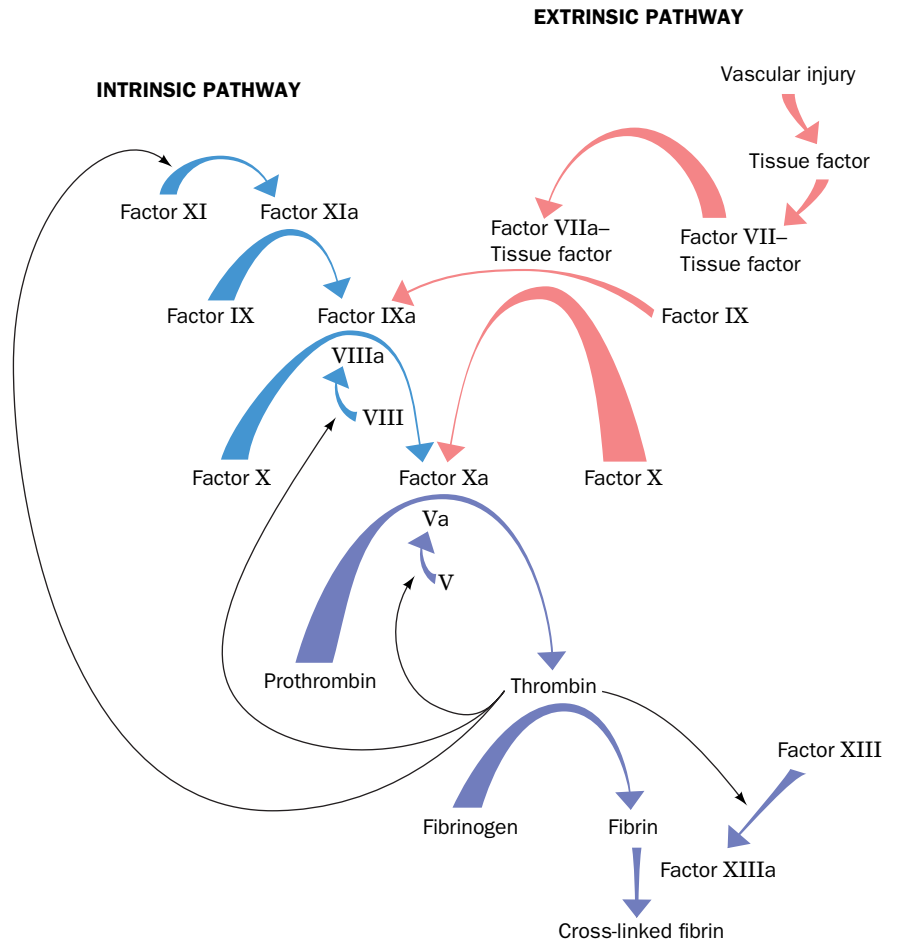 EXTRINSIC PATHWAY
Vascular injury
INTRINSIC PATHWAY
Tissue factor
Factor XI
Factor XIa
Factor VIIa–
Tissue factor
Factor VII–
Tissue factor
Factor IX
Factor IXa
Factor IX
VIIIa
VIII
Factor X
Factor Xa
Factor X
Va
V
Prothrombin
Thrombin
Factor XIII
Fibrinogen
Fibrin
Factor XIIIa
Cross-linked fibrin